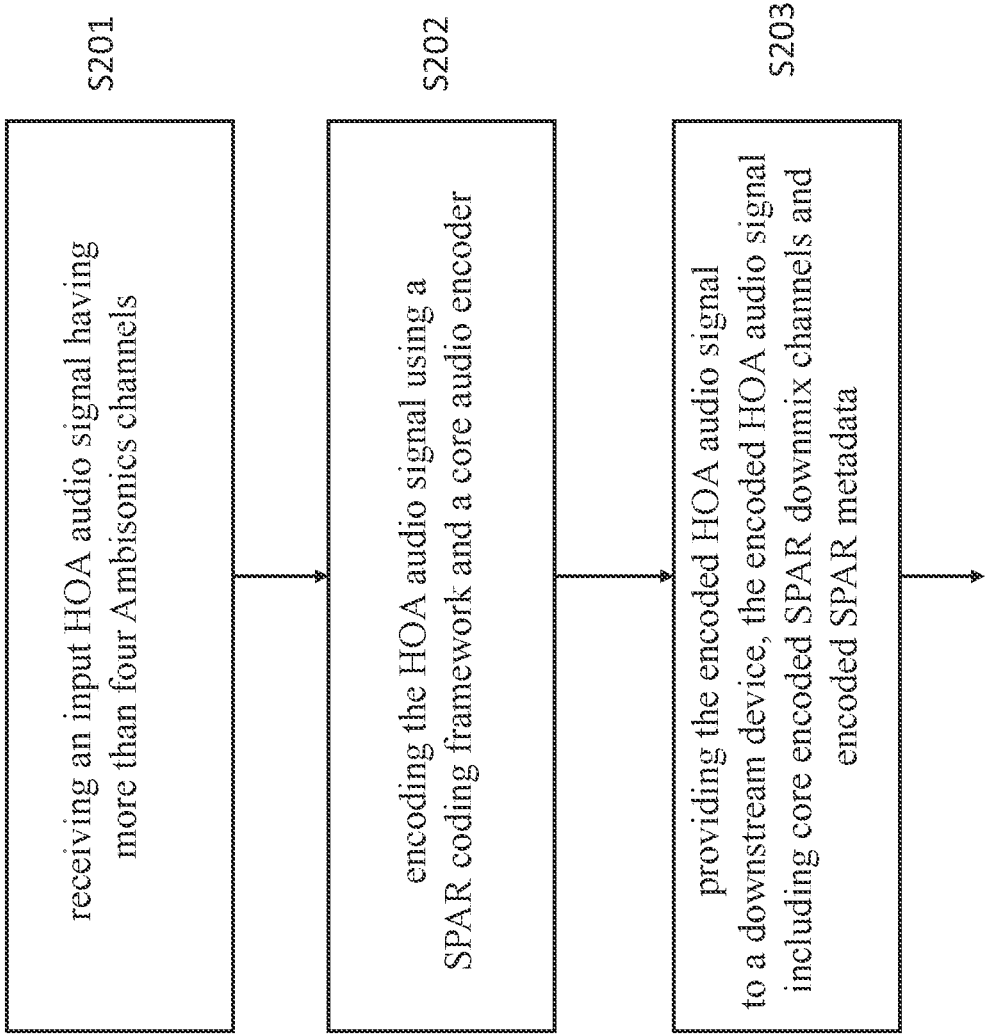 S201
receiving an input HOA audio signal having
more than four Ambisonics channels
S202
encoding the HOA audio signal using a
SPAR coding framework and a core audio encoder
S203
providing the encoded HOA audio signal
to a downstream device, the encoded HOA audio signal
including core encoded SPAR downmix channels and
encoded SPAR metadata